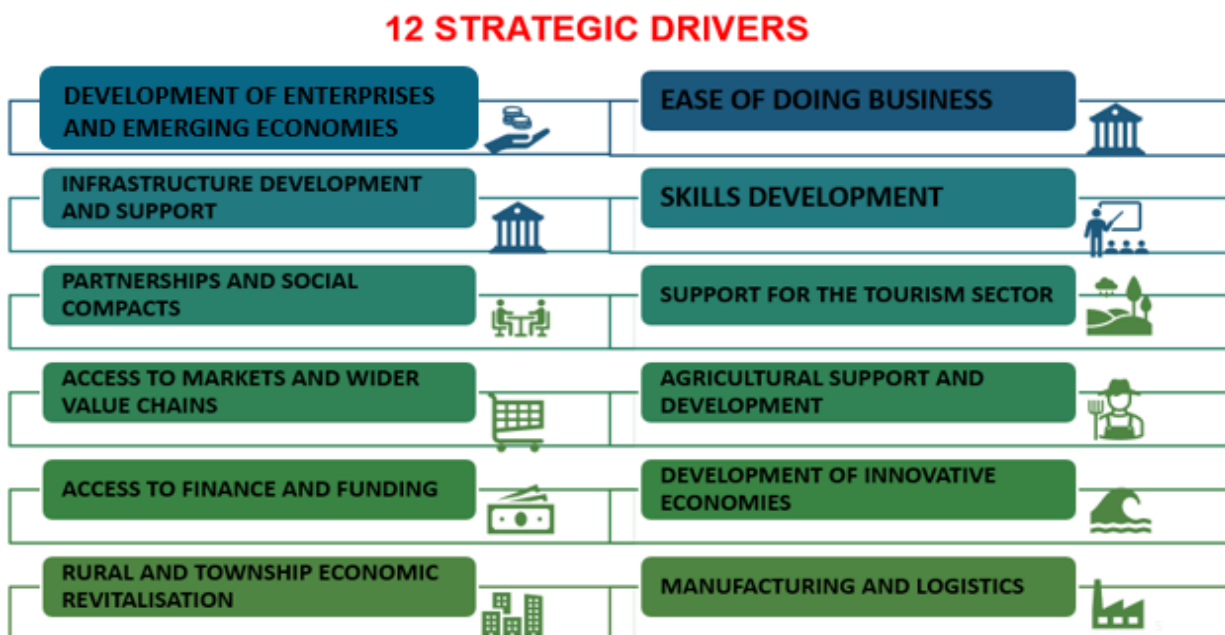 12 STRATEGIC DRIVERS
DEVELOPMENT OF ENTERPRISES
AND EMERGING ECONOMIES
EASE OF DOING BUSINESS
INFRASTRUCTURE DEVELOPMENT
AND SUPPORT
SKILLS DEVELOPMENT
PARTNERSHIPS AND SOCIAL
COMPACTS
SUPPORT FOR THE TOURISM SECTOR
ACCESS TO MARKETS AND WIDER
VALUE CHAINS
AGRICULTURAL SUPPORT AND
DEVELOPMENT
ACCESS TO FINANCE AND FUNDING
DEVELOPMENT OF INNOVATIVE
ECONOMIES
RURAL AND TOWNSHIP ECONOMIC
REVITALISATION
MANUFACTURING AND LOGISTICS